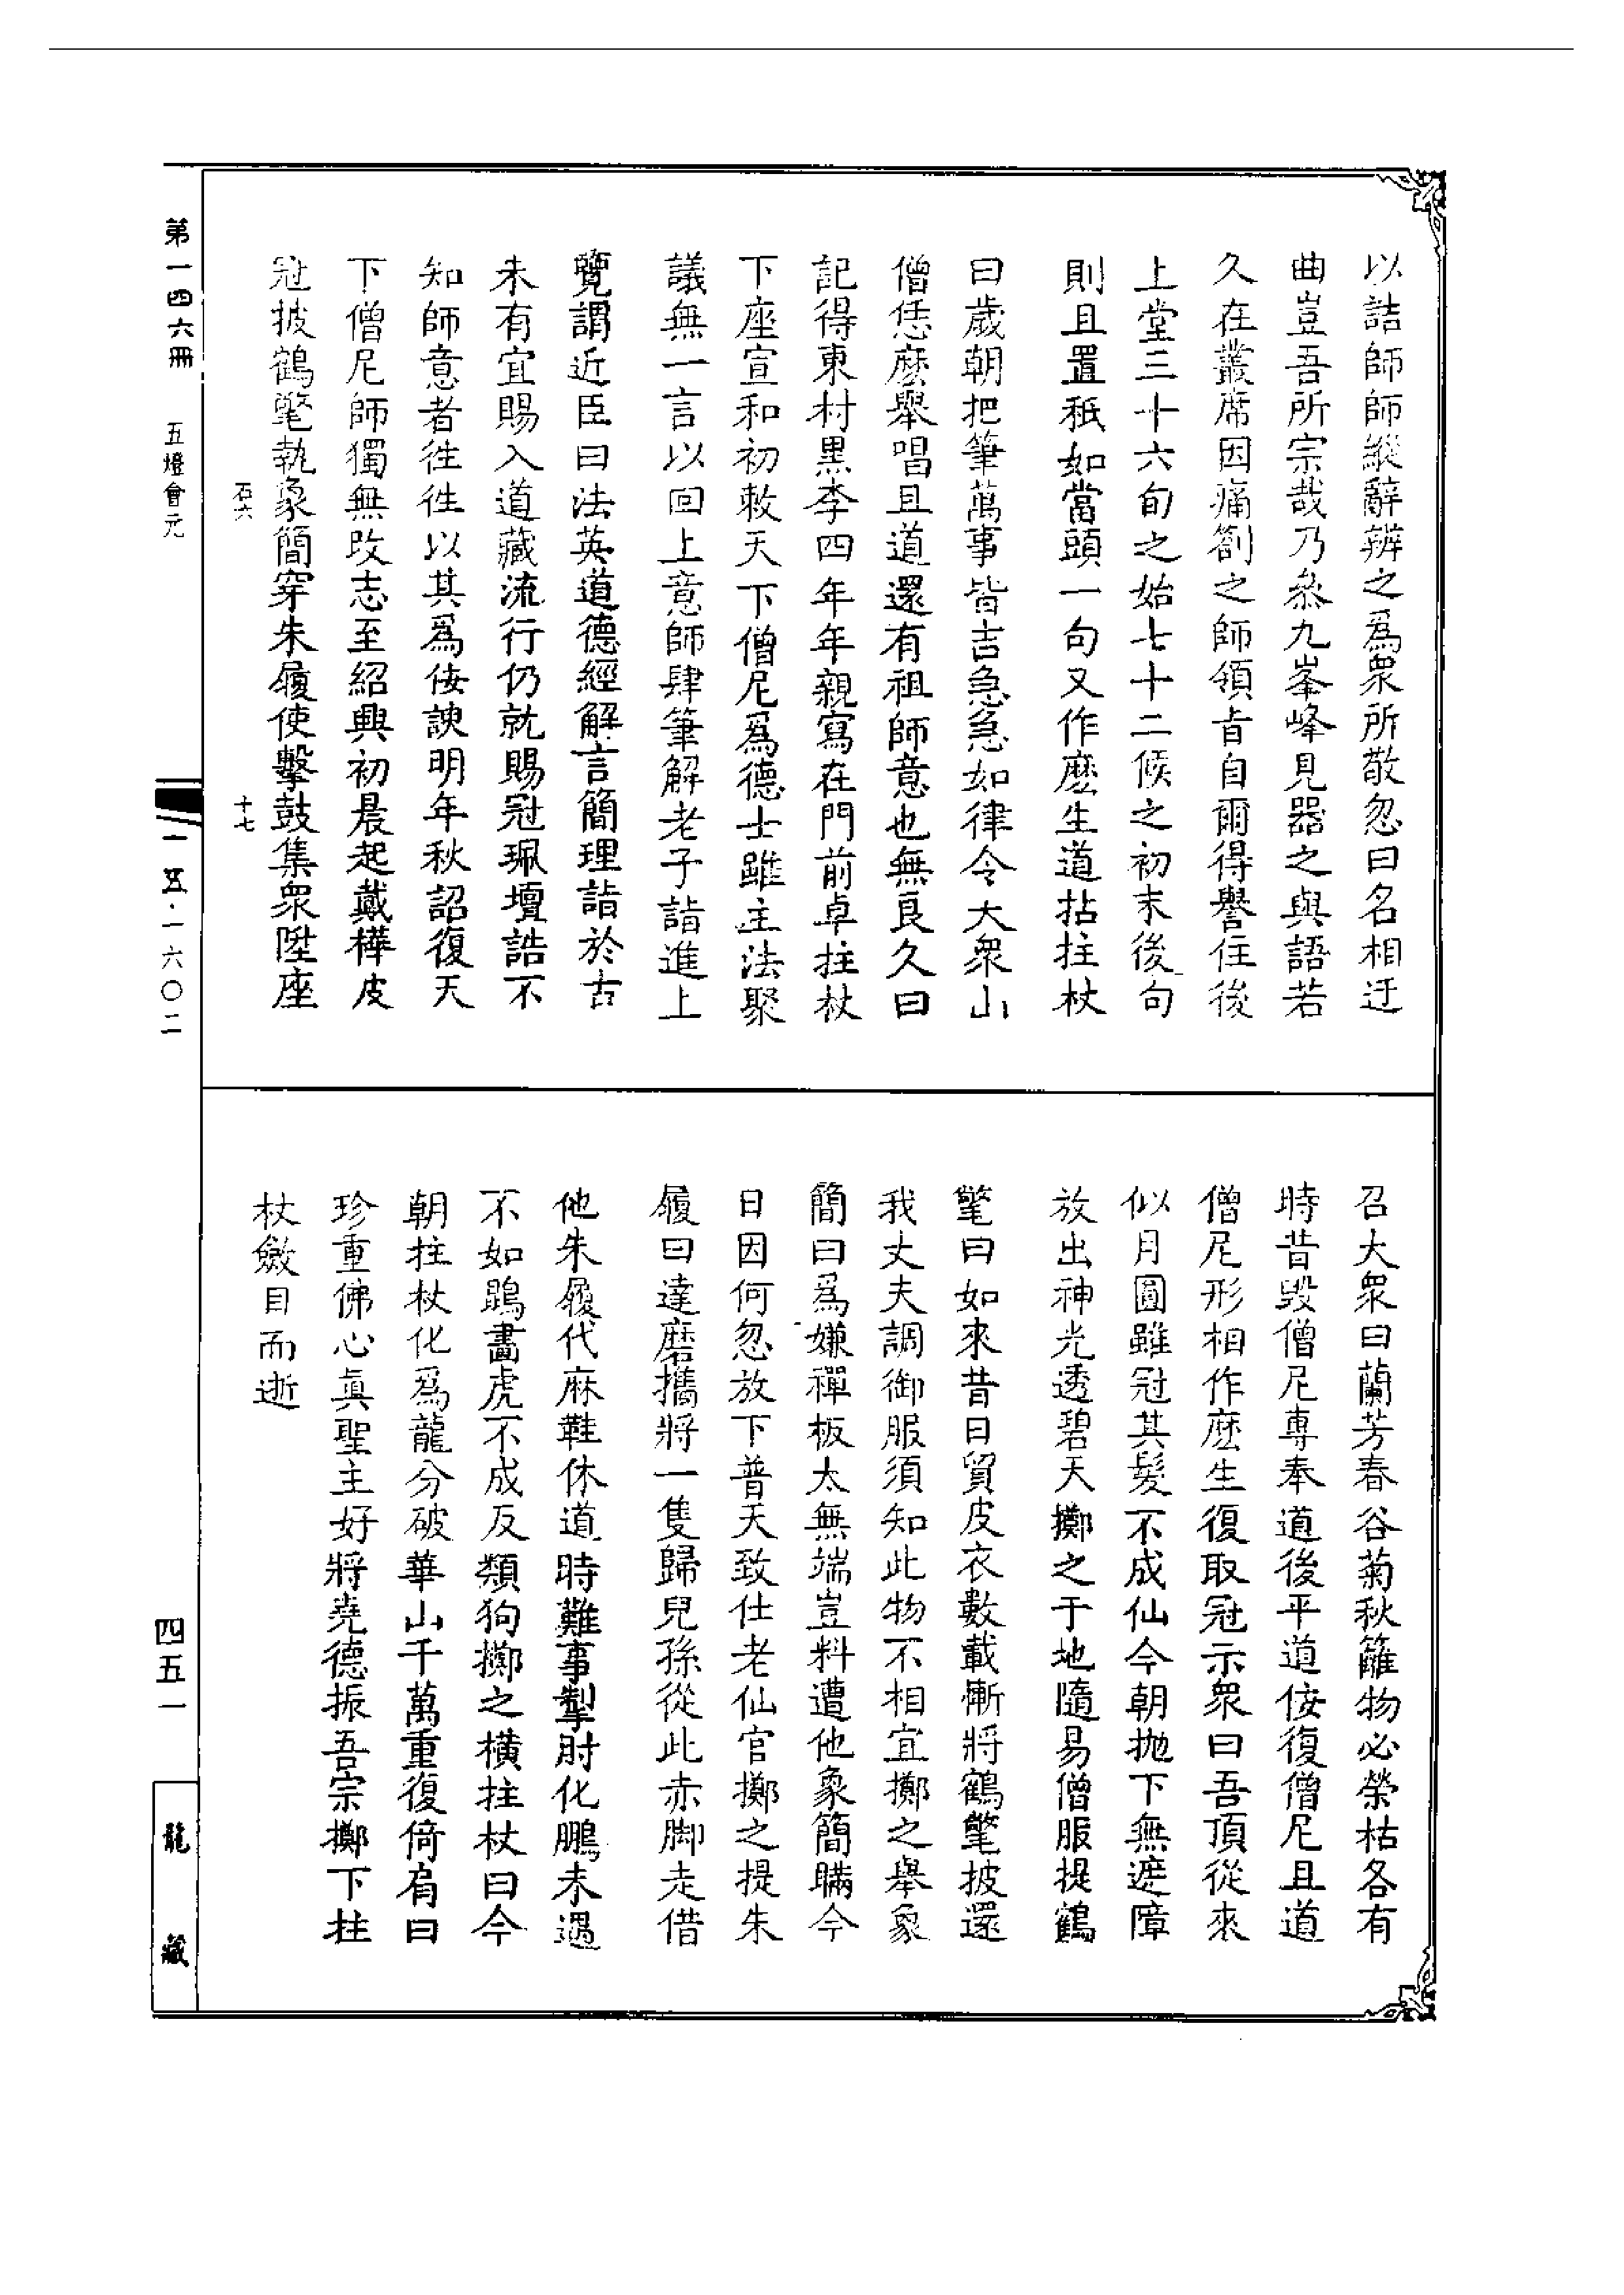 以詰師師縱辭辨之爲衆所敬忽曰名相迂
曲豈吾所宗哉乃叅九峯峰見器之與語若
久在叢席因痛劄之師領旨自爾得譽住後
上堂三十六旬之始七十二候之初末後句
則且置秖如當頭一句又作麽生道拈拄杖
曰歲朝把筆萬事皆吉急急如律令大衆山
僧恁麽舉唱且道還有祖師意也無良久曰
記得東村黑李四年年親寫在門前卓拄杖
下座宣和初敕天下僧尼爲德士雖主法聚
議無一言以回上意師肆筆解老子詣進上
覽謂近臣曰法英道德經解言簡理詣於古
未有宜賜入道藏流行仍就賜冠珮壇誥不
知師意者往往以其爲佞諛明年秋詔復天
下僧尼師獨無改志至紹興初晨起戴樺皮
冠披鶴氅執象簡穿朱履使擊鼓集衆陞座
召大衆曰蘭芳春谷菊秋籬物必榮枯各有
時昔毀僧尼專奉道後平道佞復僧尼且道
僧尼形相作麽生復取冠示衆曰吾頂從來
似月圓雖冠其髮不成仙今朝拋下無遮障
放出神光透碧天擲之于地隨易僧服提鶴
氅曰如來昔日貿皮衣數載慚將鶴氅披還
我丈夫調御服須知此物不相宜擲之舉象
簡曰爲嫌禪板太無端豈料遭他象簡瞞今
日因何忽放下普天致仕老仙官擲之提朱
履曰達磨攜將一隻歸兒孫從此赤脚走借
他朱履代麻鞋休道時難事掣肘化鵬未遇
不如鵾畫虎不成反類狗擲之橫拄杖曰今
朝拄杖化爲龍分破華山千萬重復倚肩曰
珍重佛心眞聖主好將堯德振吾宗擲下拄
杖斂目而逝
石六
十七
第一四六冊
五燈會元
一五·一六〇二
四五一
龍藏